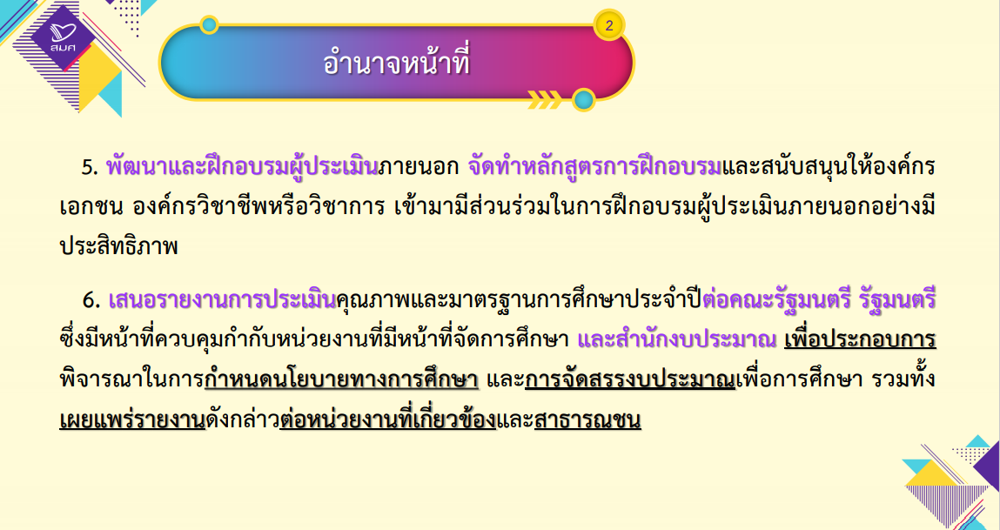 สมศ
2
อำนาจหน้าที่
5. พัฒนาและฝึกอบรมผู้ประเมินภายนอก จัดทำหลักสูตรการฝึกอบรมและสนับสนุนให้องค์กร
เอกชน องค์กรวิชาชีพหรือวิชาการ เข้ามามีส่วนร่วมในการฝึกอบรมผู้ประเมินภายนอกอย่างมี
ประสิทธิภาพ
6. เสนอรายงานการประเมินคุณภาพและมาตรฐานการศึกษาประจำปีต่อคณะรัฐมนตรี รัฐมนตรี
ซึ่งมีหน้าที่ควบคุมกำกับหน่วยงานที่มีหน้าที่จัดการศึกษา และสำนักงบประมาณ เพื่อประกอบการ
พิจารณาในการกำหนดนโยบายทางการศึกษา และการจัดสรรงบประมาณเพื่อการศึกษา รวมทั้ง
เผยแพร่รายงานดังกล่าวต่อหน่วยงานที่เกี่ยวข้องและสาธารณชน